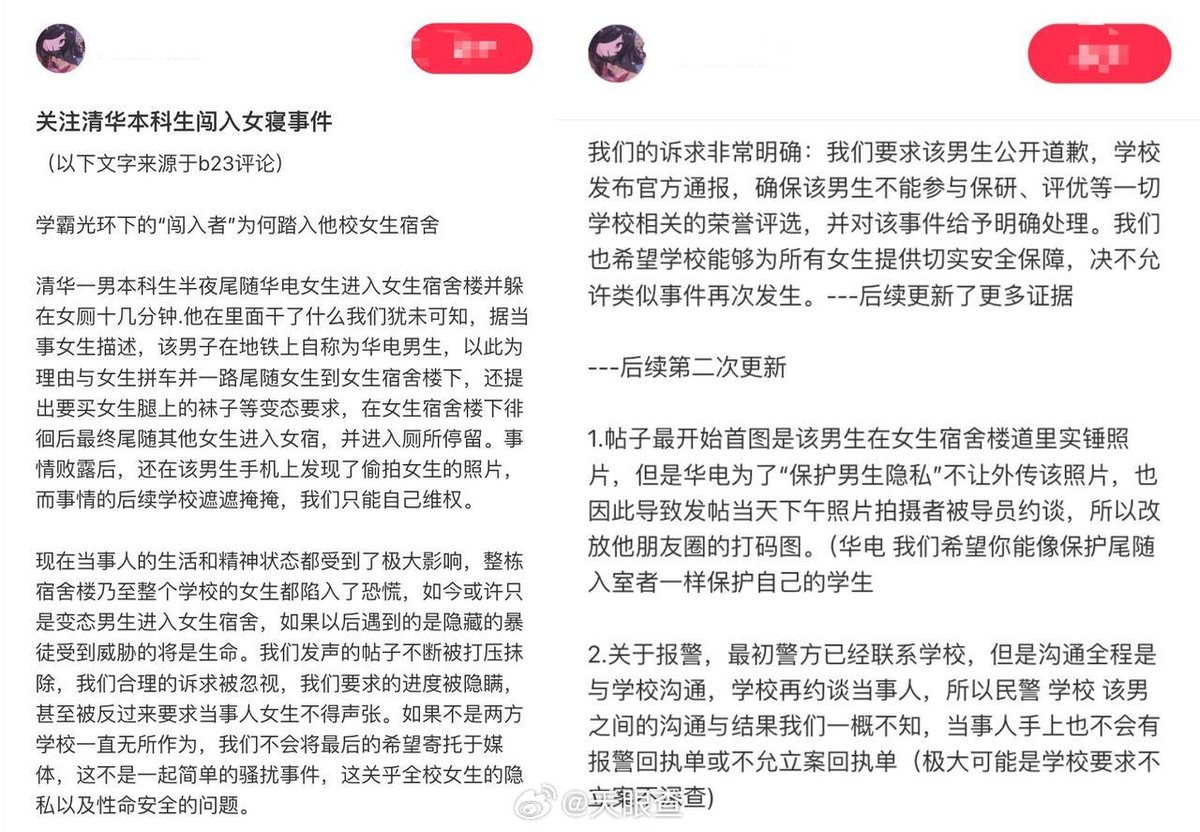 关注清华本科生闯入女寝事件
（以下文字来源于b23评论）
学霸光环下的“闯入者”为何踏入他校女生宿舍
清华一男本科生半夜尾随华电女生进入女生宿舍楼并躲
在女厕十几分钟.他在里面干了什么我们犹未可知，据当
事女生描述，该男子在地铁上自称为华电男生，以此为
理由与女生拼车并一路尾随女生到女生宿舍楼下，还提
出要买女生腿上的袜子等变态要求，在女生宿舍楼下徘
徊后最终尾随其他女生进入女宿，并进入厕所停留。事
情败露后，还在该男生手机上发现了偷拍女生的照片，
而事情的后续学校遮遮掩掩，我们只能自己维权。
现在当事人的生活和精神状态都受到了极大影响，整栋
宿舍楼乃至整个学校的女生都陷入了恐慌，如今或许只
是变态男生进入女生宿舍，如果以后遇到的是隐藏的暴
徒受到威胁的将是生命。我们发声的帖子不断被打压抹
除，我们合理的诉求被忽视，我们要求的进度被隐瞒，
甚至被反过来要求当事人女生不得声张。如果不是两方
学校一直无所作为，我们不会将最后的希望寄托于媒
体，这不是一起简单的骚扰事件，这关乎全校女生的隐
私以及性命安全的问题。
我们的诉求非常明确：我们要求该男生公开道歉，学校
发布官方通报，确保该男生不能参与保研、评优等一切
学校相关的荣誉评选，并对该事件给予明确处理。我们
也希望学校能够为所有女生提供切实安全保障，决不允
许类似事件再次发生。---后续更新了更多证据
---后续第二次更新
1.帖子最开始首图是该男生在女生宿舍楼道里实锤照
片，但是华电为了“保护男生隐私”不让外传该照片，也
因此导致发帖当天下午照片拍摄者被导员约谈，所以改
放他朋友圈的打码图。（华电 我们希望你能像保护尾随
入室者一样保护自己的学生
2.关于报警，最初警方已经联系学校，但是沟通全程是
与学校沟通，学校再约谈当事人，所以民警 学校 该男
之间的沟通与结果我们一概不知，当事人手上也不会有
报警回执单或不允立案回执单（极大可能是学校要求不
立案不深查)
@天眼查